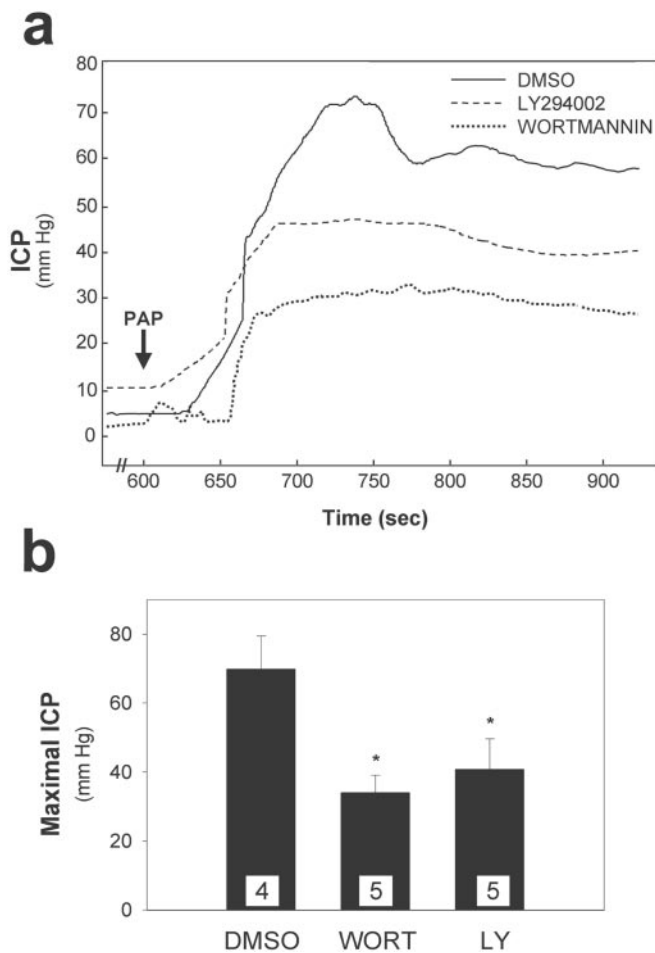 a
80
70
60
50
40
30
20
10
0
ICP
(mm Hg)
DMSO
LY294002
WORTMANNIN
PAP
600 650 700 750 800 850 900
Time (sec)
b
80
60
40
20
0
Maximal ICP
(mm Hg)
* *
4 5 5
DMSO WORT LY